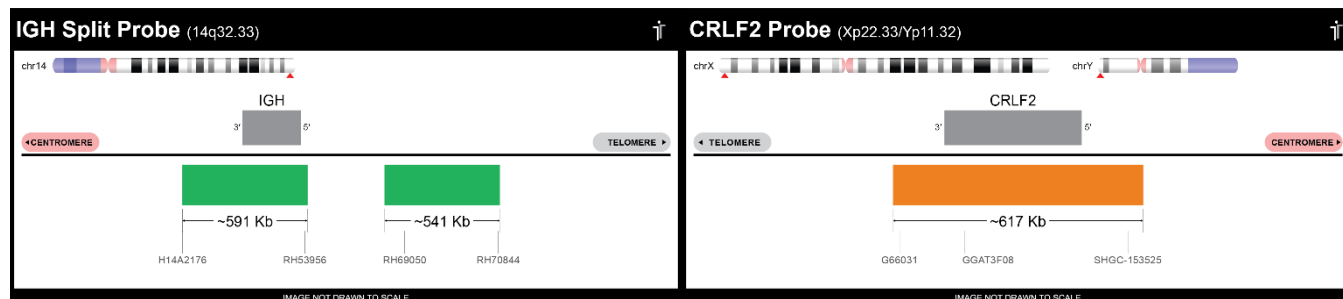 IGH Split Probe (14q32.33)
chr14
IGH
3' 5'
◂CENTROMERE TELOMERE ▸
~591 Kb ~541 Kb
H14A2176 RH53956 RH69050 RH70844
IMAGE NOT DRAWN TO SCALE
CRLF2 Probe (Xp22.33/Yp11.32)
chrX chrY
CRLF2
3' 5'
◂ TELOMERE CENTROMERE▸
~617 Kb
G66031 GGAT3F08 SHGC-153525
IMAGE NOT DRAWN TO SCALE